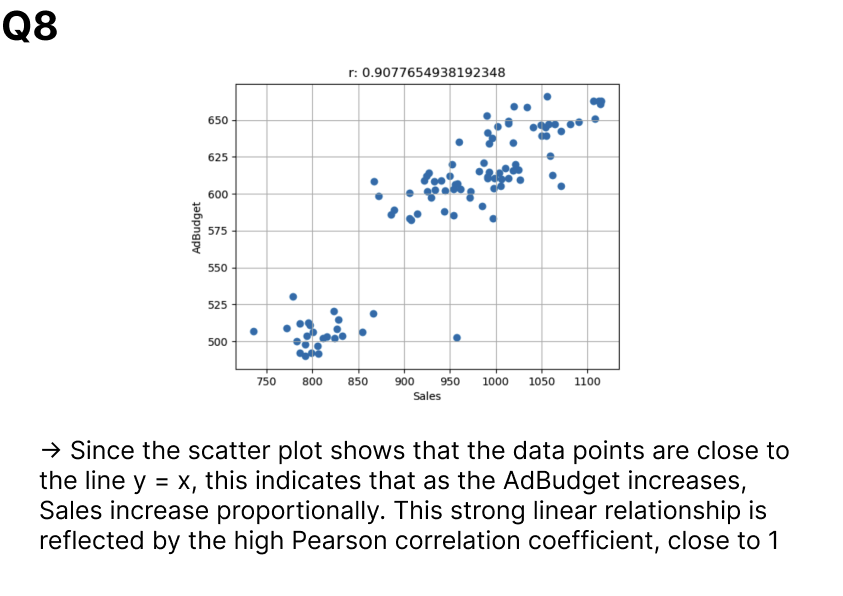 Q8
r: 0.9077654938192348
650
625
600
575
550
525
500
AdBudget
750 800 850 900 950 1000 1050 1100
Sales
→ Since the scatter plot shows that the data points are close to
the line y = x, this indicates that as the AdBudget increases,
Sales increase proportionally. This strong linear relationship is
reflected by the high Pearson correlation coefficient, close to 1